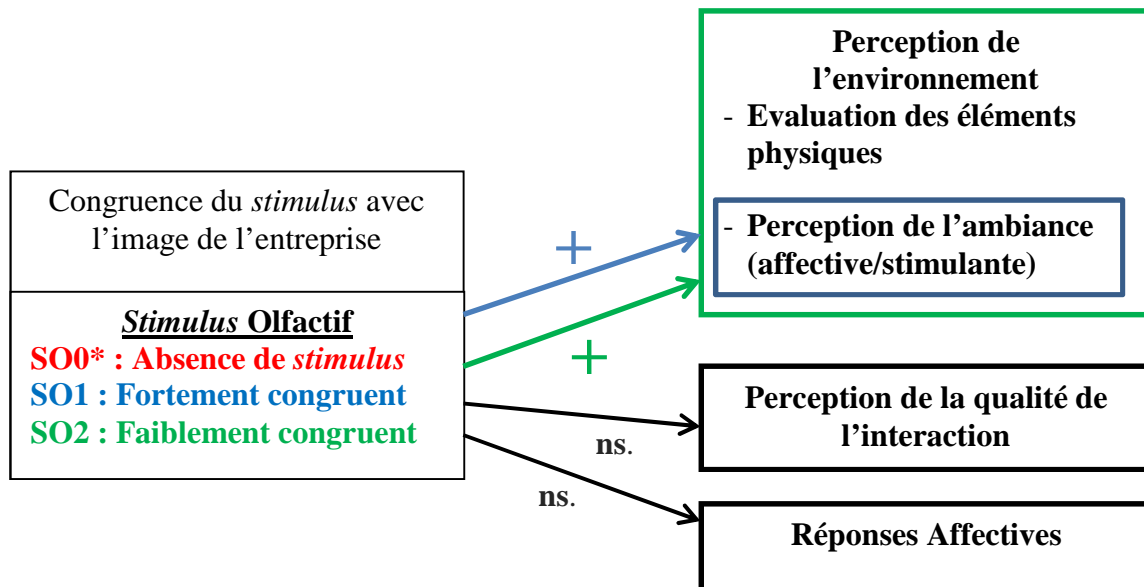 Perception de
l’environnement
- Evaluation des éléments
physiques
- Perception de l’ambiance
(affective/stimulante)
Congruence du stimulus avec
l’image de l’entreprise
Stimulus Olfactif
SO0* : Absence de stimulus
SO1 : Fortement congruent
SO2 : Faiblement congruent
+
+
ns.
ns.
Perception de la qualité de
l’interaction
Réponses Affectives